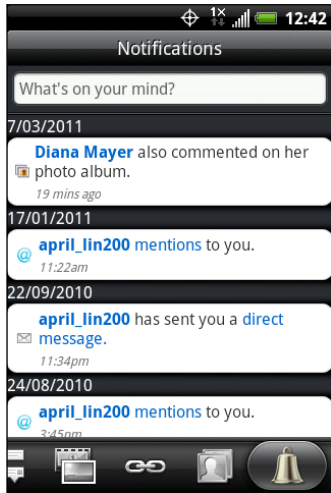 1X 12:42
Notifications
What's on your mind?
7/03/2011
Diana Mayer also commented on her
photo album.
19 mins ago
17/01/2011
@ april_lin200 mentions to you.
11:22am
22/09/2010
april_lin200 has sent you a direct
message.
11:34pm
24/08/2010
@ april_lin200 mentions to you.
3:45pm